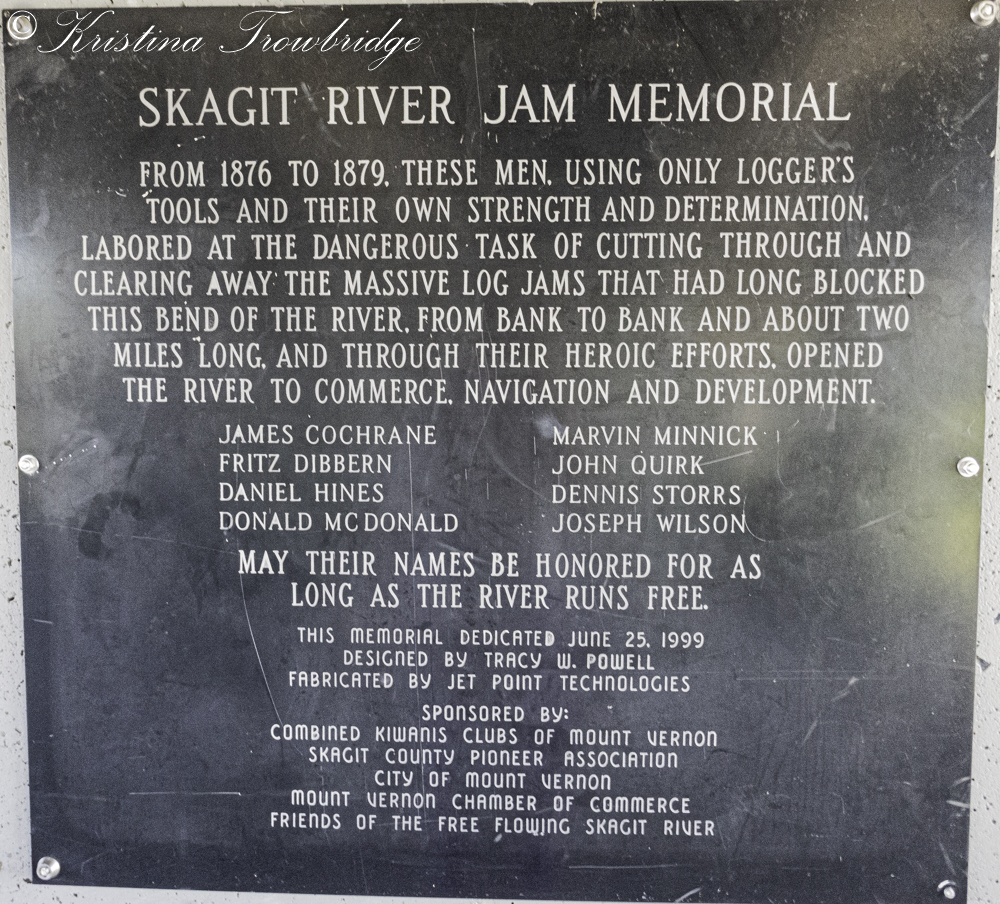 © Kristina Trowbridge
SKAGIT RIVER JAM MEMORIAL
FROM 1876 TO 1879, THESE MEN, USING ONLY LOGGER'S
TOOLS AND THEIR OWN STRENGTH AND DETERMINATION,
LABORED AT THE DANGEROUS TASK OF CUTTING THROUGH AND
CLEARING AWAY THE MASSIVE LOG JAMS THAT HAD LONG BLOCKED
THIS BEND OF THE RIVER, FROM BANK TO BANK AND ABOUT TWO
MILES LONG, AND THROUGH THEIR HEROIC EFFORTS, OPENED
THE RIVER TO COMMERCE, NAVIGATION AND DEVELOPMENT.
JAMES COCHRANE MARVIN MINNICK
FRITZ DIBBERN JOHN QUIRK
DANIEL HINES DENNIS STORRS
DONALD MCDONALD JOSEPH WILSON
MAY THEIR NAMES BE HONORED FOR AS
LONG AS THE RIVER RUNS FREE.
THIS MEMORIAL DEDICATED JUNE 25, 1999
DESIGNED BY TRACY W. POWELL
FABRICATED BY JET POINT TECHNOLOGIES
SPONSORED BY:
COMBINED KIWANIS CLUBS OF MOUNT VERNON
SKAGIT COUNTY PIONEER ASSOCIATION
CITY OF MOUNT VERNON
MOUNT VERNON CHAMBER OF COMMERCE
FRIENDS OF THE FREE FLOWING SKAGIT RIVER